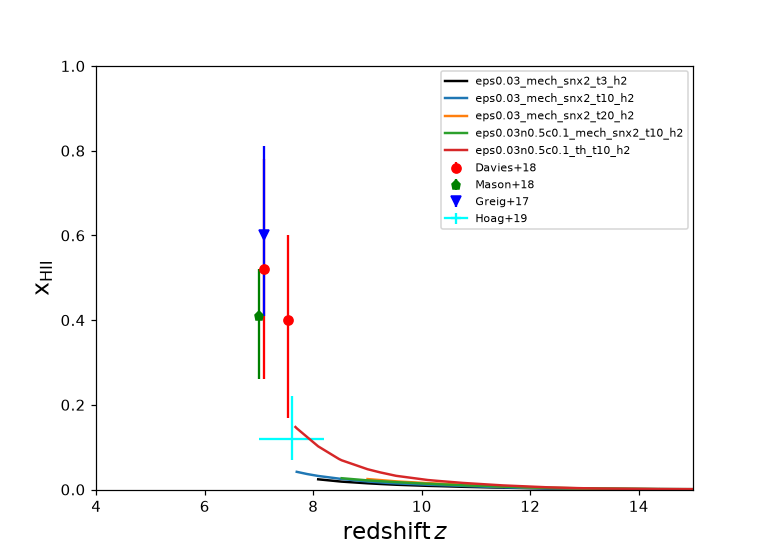 1.0
0.8
0.6
0.4
0.2
0.0
xHII
eps0.03_mech_snx2_t3_h2
eps0.03_mech_snx2_t10_h2
eps0.03_mech_snx2_t20_h2
eps0.03n0.5c0.1_mech_snx2_t10_h2
eps0.03n0.5c0.1_th_t10_h2
Davies+18
Mason+18
Greig+17
Hoag+19
4 6 8 10 12 14
redshift z